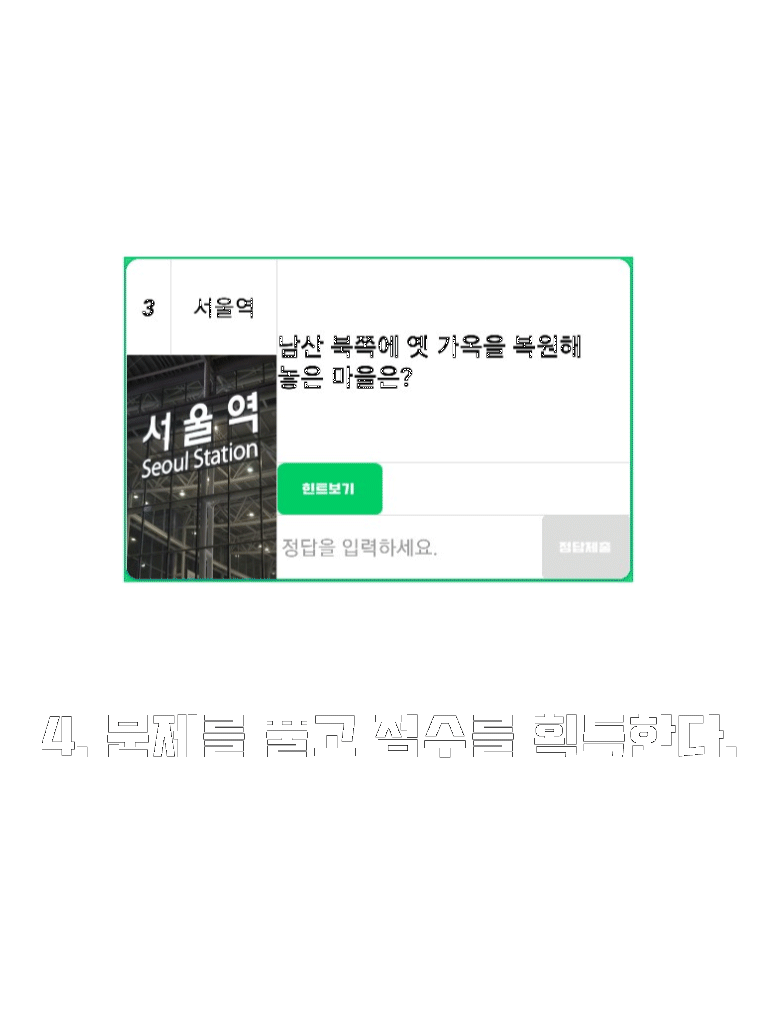 3
서울역
남산 북쪽에 옛 가옥을 복원해
놓은 마을은?
서울역
Seoul Station
힌트보기
정답을 입력하세요.
정답제출
4. 문제를 풀고 점수를 획득한다.